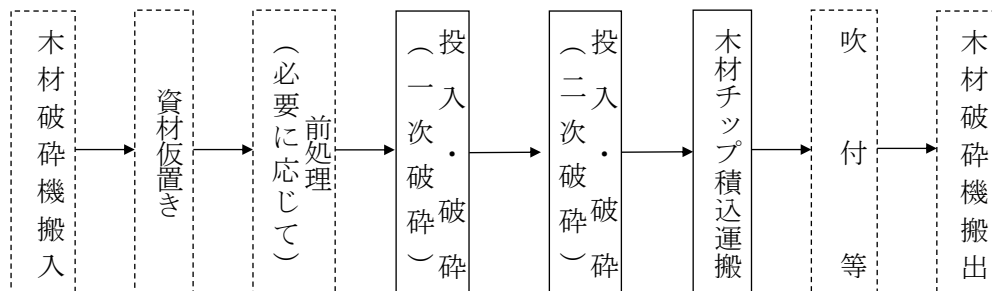 木材破砕機搬入
資材仮置き
前処理
（必要に応じて）
投入・破砕
（一次破砕）
投入・破砕
（二次破砕）
木材チップ積込運搬
吹付等
木材破砕機搬出